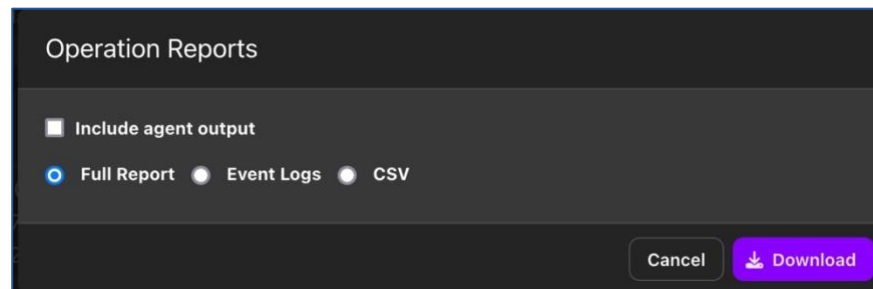 Operation Reports
Include agent output
Full Report Event Logs CSV
Cancel Download